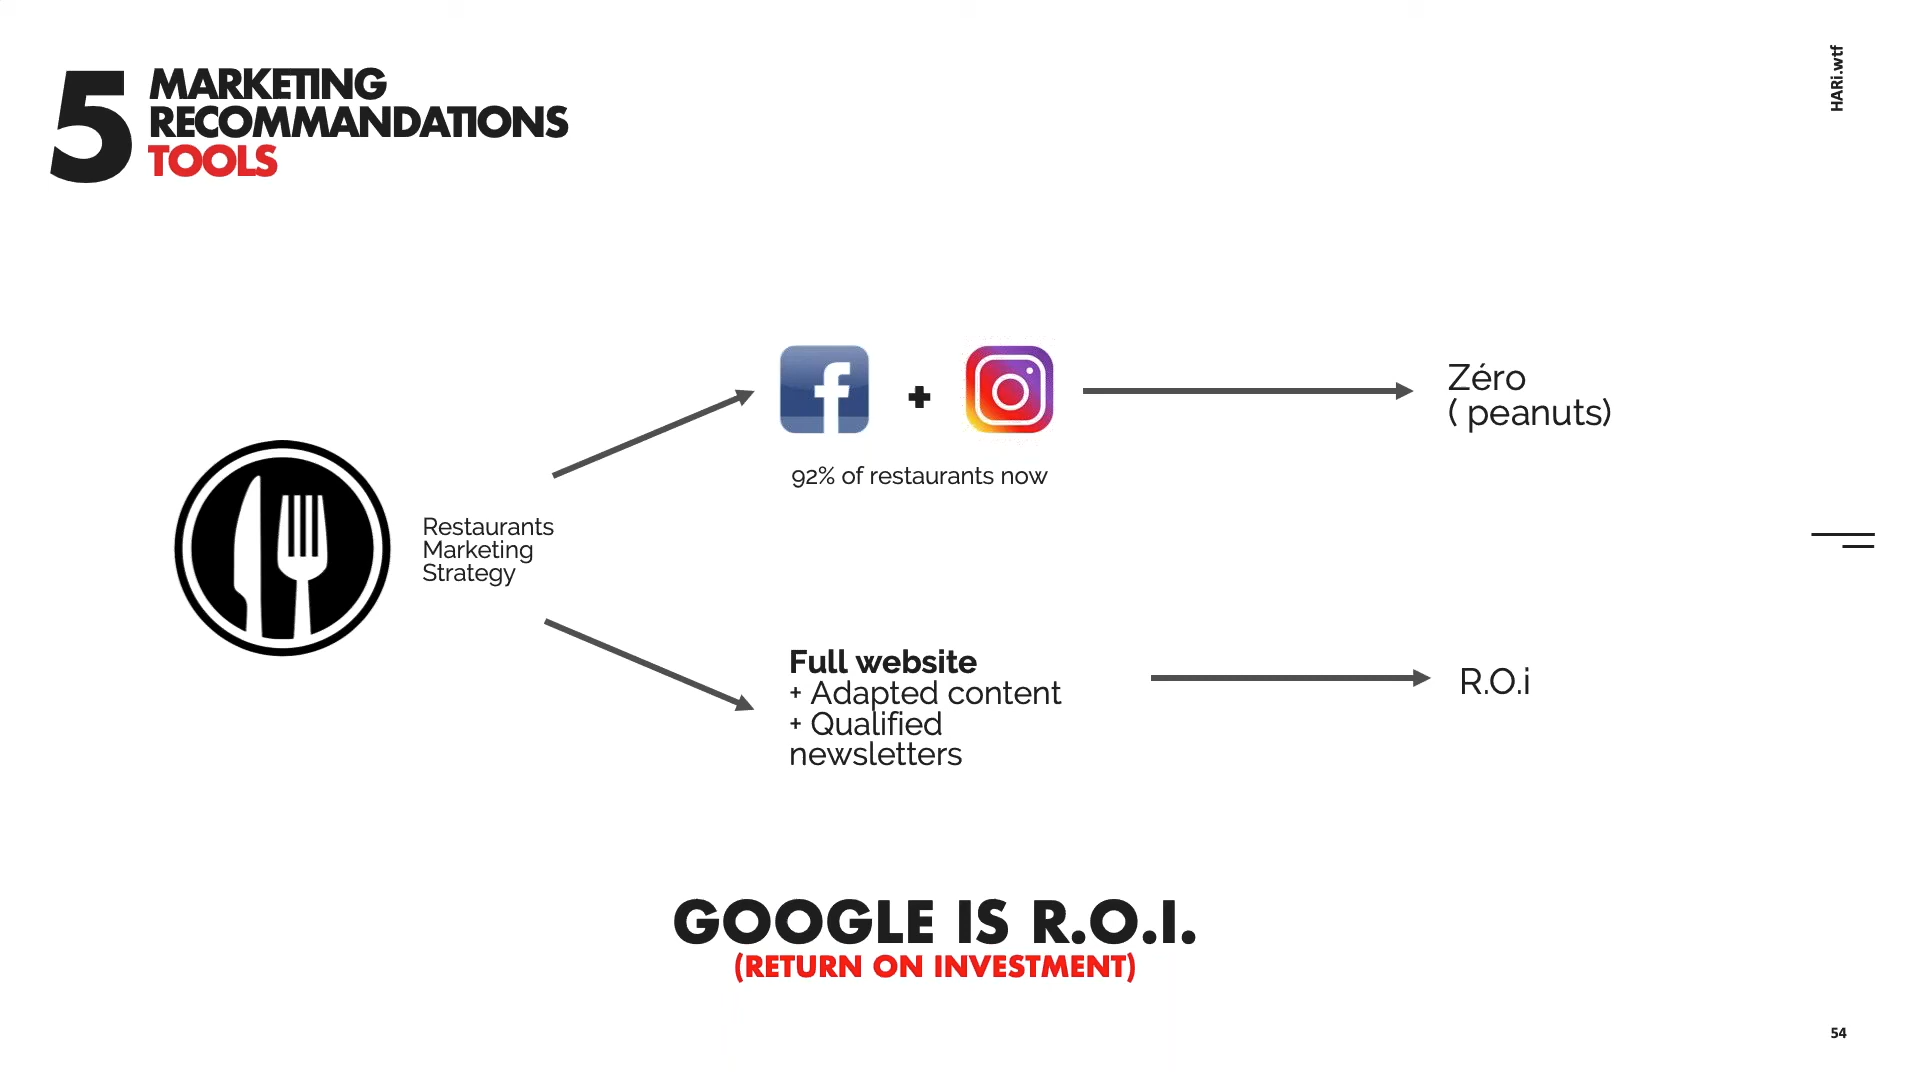 5
MARKETING
RECOMMANDATIONS
TOOLS
HARi.wtf
Zéro
( peanuts)
+
92% of restaurants now
Restaurants
Marketing
Strategy
Full website
+ Adapted content
+ Qualified
newsletters
R.O.i
GOOGLE IS R.O.I.
(RETURN ON INVESTMENT)
54